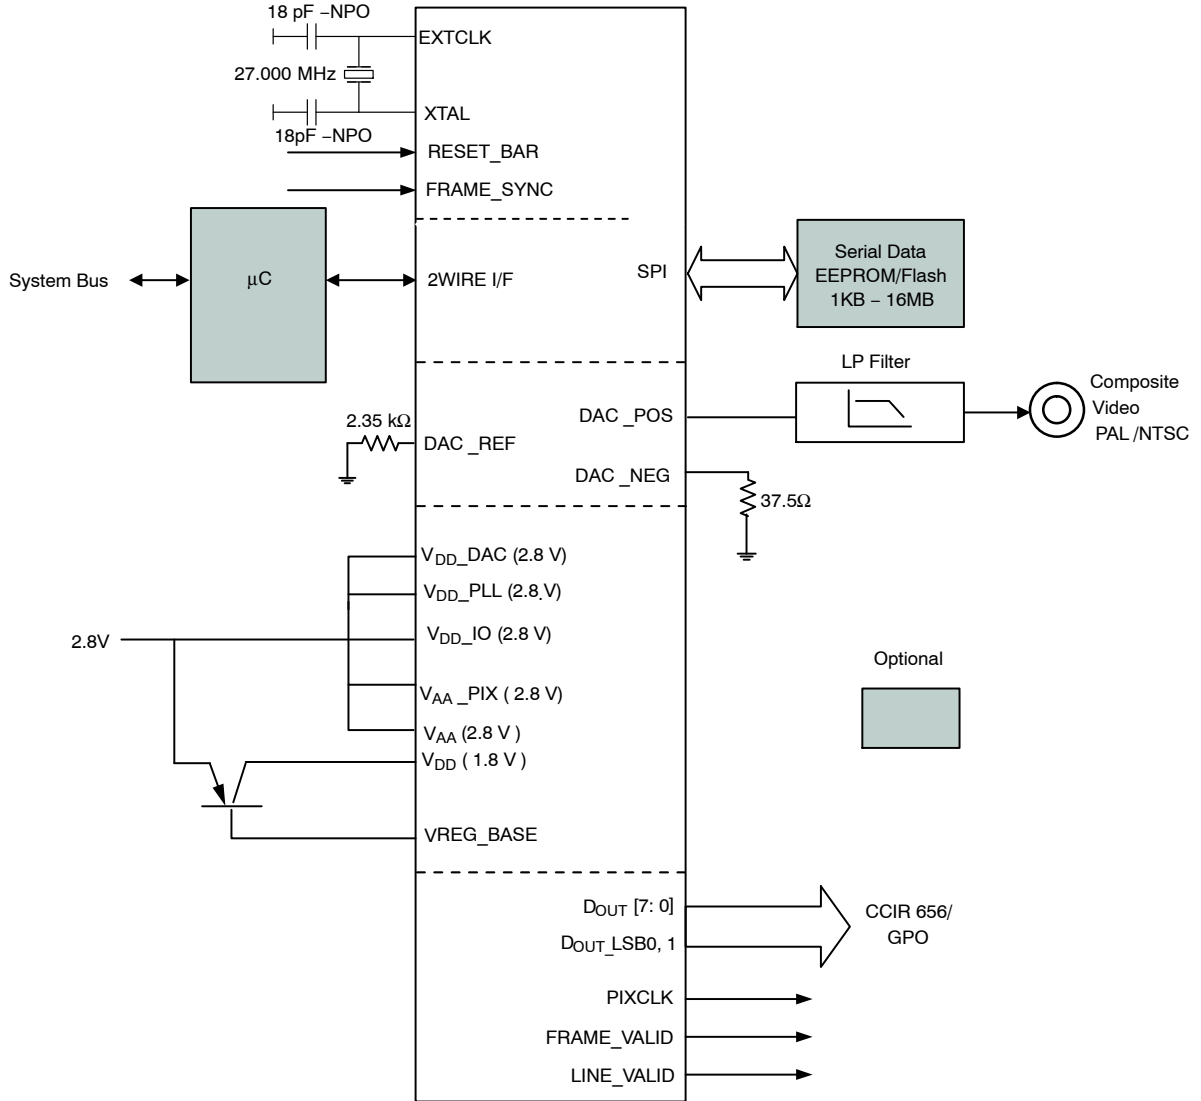 18 pF –NPO
EXTCLK
27.000 MHz
XTAL
18pF –NPO
RESET_BAR
FRAME_SYNC
System Bus
µC
2WIRE I/F
SPI
Serial Data
EEPROM/Flash
1KB – 16MB
LP Filter
2.35 kΩ
DAC _REF
DAC _POS
Composite
Video
PAL /NTSC
DAC _NEG
37.5Ω
VDD_DAC (2.8 V)
VDD_PLL (2.8 V)
2.8V
VDD_IO (2.8 V)
VAA _PIX ( 2.8 V)
VAA (2.8 V )
VDD ( 1.8 V )
VREG_BASE
Optional
DOUT [7: 0]
DOUT_LSB0, 1
CCIR 656/
GPO
PIXCLK
FRAME_VALID
LINE_VALID